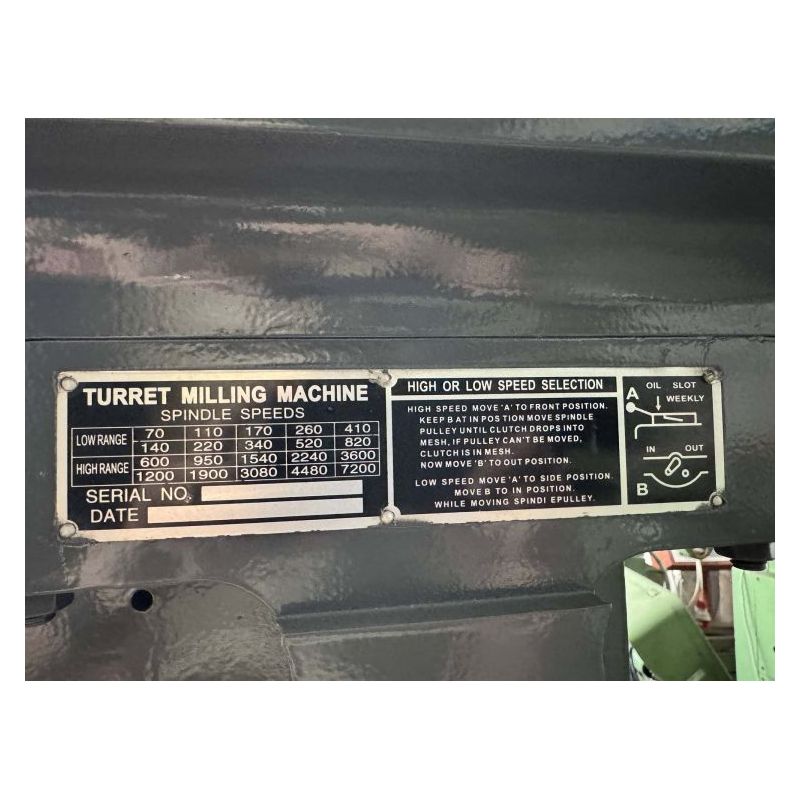 TURRET MILLING MACHINE
SPINDLE SPEEDS
LOW RANGE 70 110 170 260 410
140 220 340 520 820
HIGH RANGE 600 950 1540 2240 3600
1200 1900 3080 4480 7200
SERIAL NO.
DATE
HIGH OR LOW SPEED SELECTION
HIGH SPEED MOVE 'A' TO FRONT POSITION.
KEEP B AT IN POSTION MOVE SPINDLE
PULLEY UNTIL CLUTCH DROPS INTO
MESH, IF PULLEY CAN'T BE MOVED,
CLUTCH IS IN MESH.
NOW MOVE 'B' TO OUT POSITION.
LOW SPEED MOVE 'A' TO SIDE POSITION.
MOVE B TO IN POSITION.
WHILE MOVING SPINDI EPULLEY.
OIL SLOT
A WEEKLY
IN OUT
B